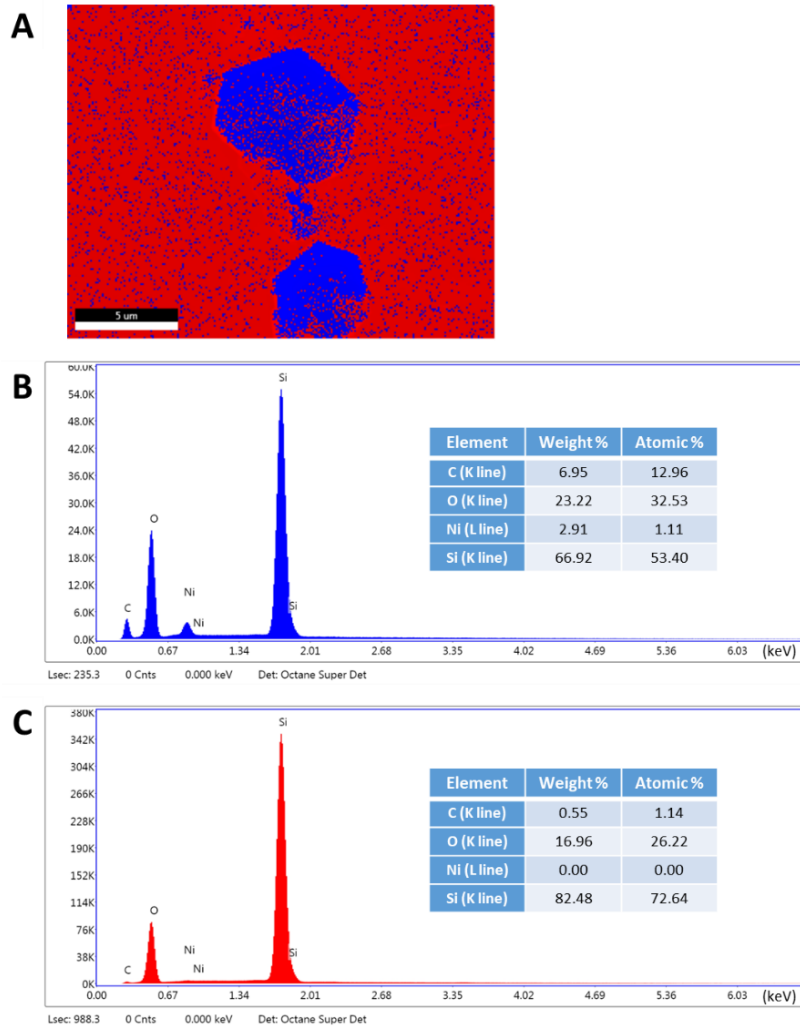 A
5 um
B
60.0K
54.0K
48.0K
42.0K
36.0K
30.0K
24.0K
18.0K
12.0K
6.0K
0.0K
C
O
Ni
Ni
Si
Si
0.00 0.67 1.34 2.01 2.68 3.35 4.02 4.69 5.36 6.03 (keV)
Lsec: 235.3 0 Cnts 0.000 keV Det: Octane Super Det
Element Weight % Atomic %
C (K line) 6.95 12.96
O (K line) 23.22 32.53
Ni (L line) 2.91 1.11
Si (K line) 66.92 53.40
C
380K
342K
304K
266K
228K
190K
152K
114K
76K
38K
0K
C
O
Ni
Ni
Si
Si
0.00 0.67 1.34 2.01 2.68 3.35 4.02 4.69 5.36 6.03 (keV)
Lsec: 988.3 0 Cnts 0.000 keV Det: Octane Super Det
Element Weight % Atomic %
C (K line) 0.55 1.14
O (K line) 16.96 26.22
Ni (L line) 0.00 0.00
Si (K line) 82.48 72.64